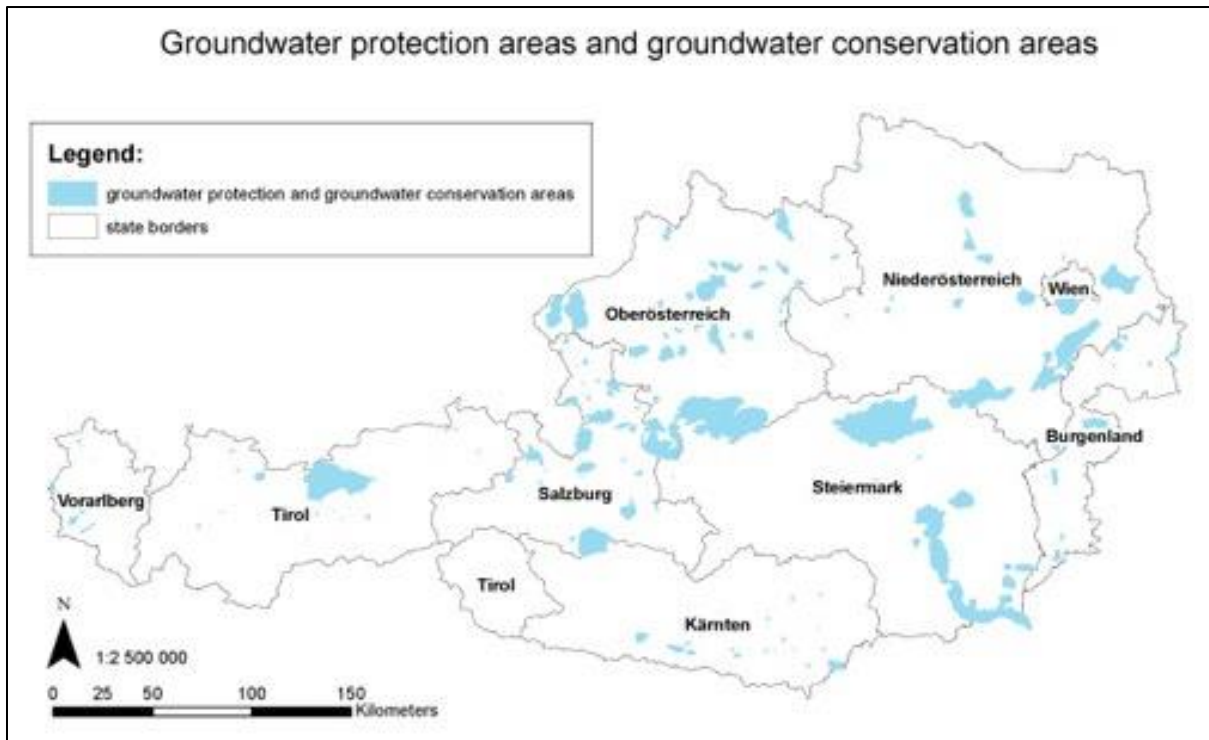 Groundwater protection areas and groundwater conservation areas
Legend:
groundwater protection and groundwater conservation areas
state borders
Niederösterreich
Wien
Oberösterreich
Burgenland
Vorarlberg
Tirol
Salzburg
Steiermark
Tirol
Kärnten
N
1:2 500 000
0 25 50 100 150
Kilometers